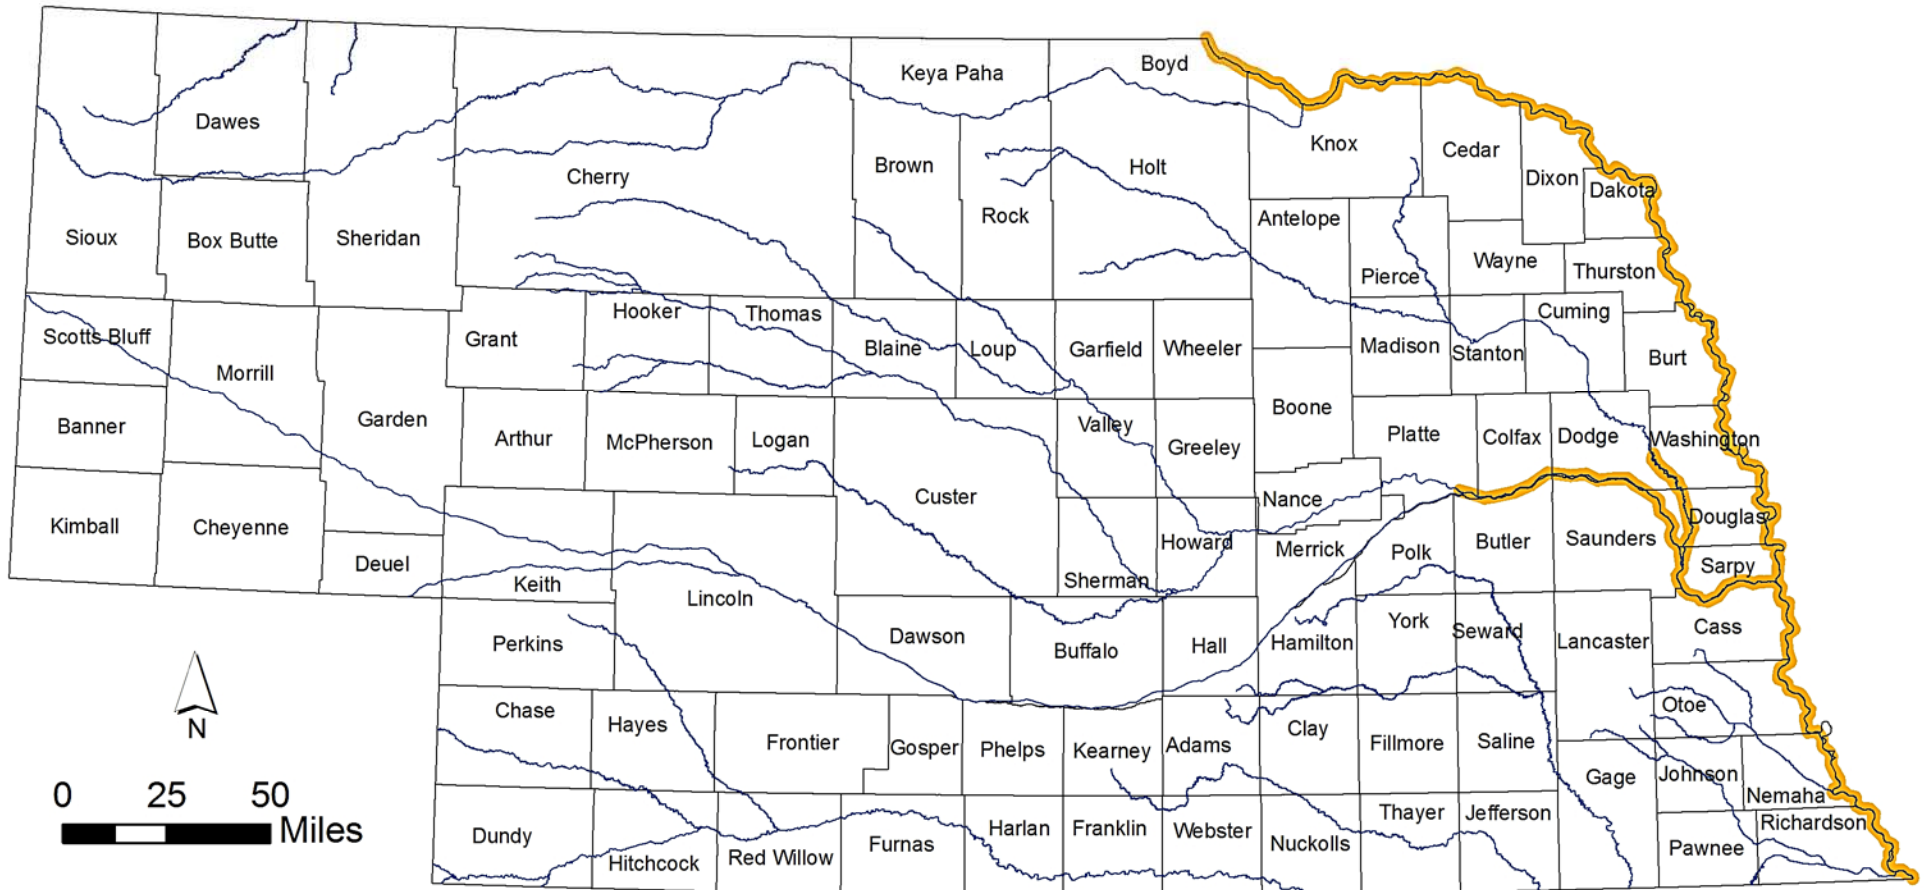 Boyd
Keya Paha
Dawes
Knox
Cedar
Brown
Holt
Cherry
Dixon
Dakota
Rock
Antelope
Sioux
Box Butte
Sheridan
Wayne
Pierce
Thurston
Hooker
Thomas
Cuming
Scotts Bluff
Grant
Blaine
Loup
Garfield
Wheeler
Madison
Stanton
Burt
Morrill
Boone
Garden
Banner
Arthur
McPherson
Logan
Valley
Greeley
Platte
Colfax
Dodge
Washington
Custer
Nance
Kimball
Cheyenne
Douglas
Howard
Merrick
Polk
Butler
Saunders
Deuel
Keith
Sherman
Sarpy
Lincoln
Perkins
Dawson
Buffalo
Hall
Hamilton
York
Seward
Lancaster
Cass
N
Chase
Hayes
Frontier
Gosper
Phelps
Kearney
Adams
Clay
Fillmore
Saline
Otoe
Gage
Johnson
Nemaha
0 25 50
Miles
Dundy
Hitchcock
Red Willow
Furnas
Harlan
Franklin
Webster
Nuckolls
Thayer
Jefferson
Pawnee
Richardson